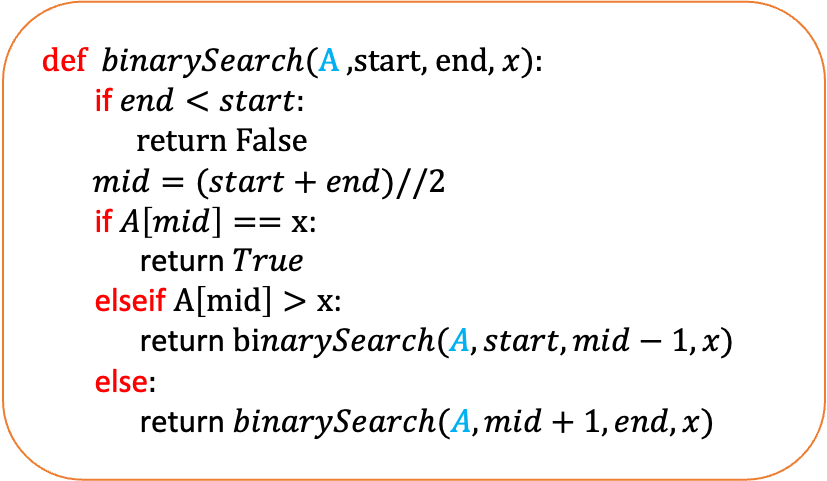 def binarySearch(A ,start, end, x):
if end < start:
return False
mid = (start + end)//2
if A[mid] == x:
return True
elseif A[mid] > x:
return binarySearch(A, start, mid − 1, x)
else:
return binarySearch(A, mid + 1, end, x)